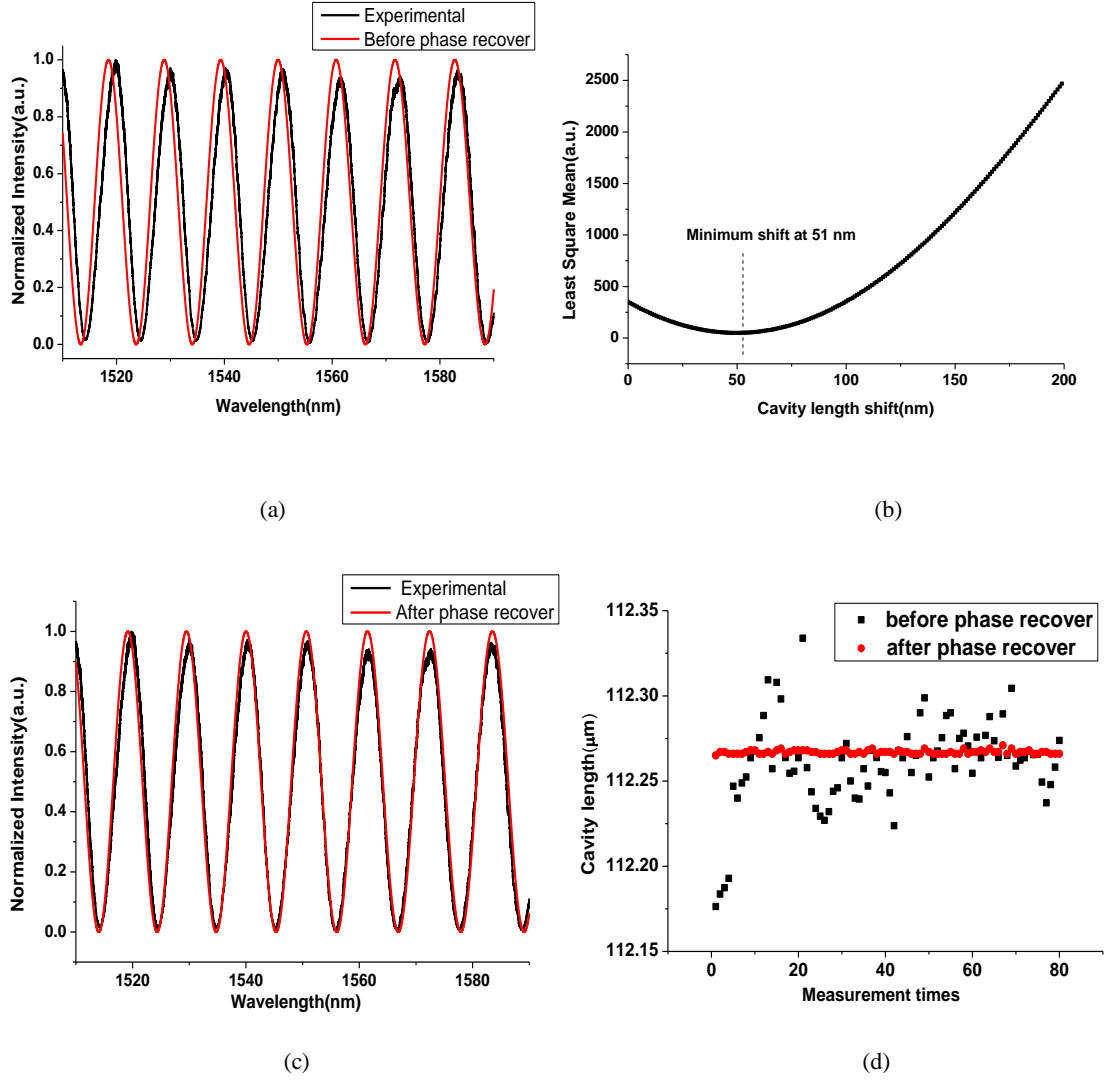 Experimental
Before phase recover
1.0
0.8
0.6
0.4
0.2
0.0
Normalized Intensity(a.u.)
1520
1540
1560
1580
Wavelength(nm)
(a)
2500
2000
1500
1000
500
0
Least Square Mean(a.u.)
Minimum shift at 51 nm
0
50
100
150
200
Cavity length shift(nm)
(b)
Experimental
After phase recover
1.0
0.8
0.6
0.4
0.2
0.0
Normalized Intensity(a.u.)
1520
1540
1560
1580
Wavelength(nm)
(c)
before phase recover
after phase recover
112.35
112.30
112.25
112.20
112.15
Cavity length(μm)
0
20
40
60
80
Measurement times
(d)